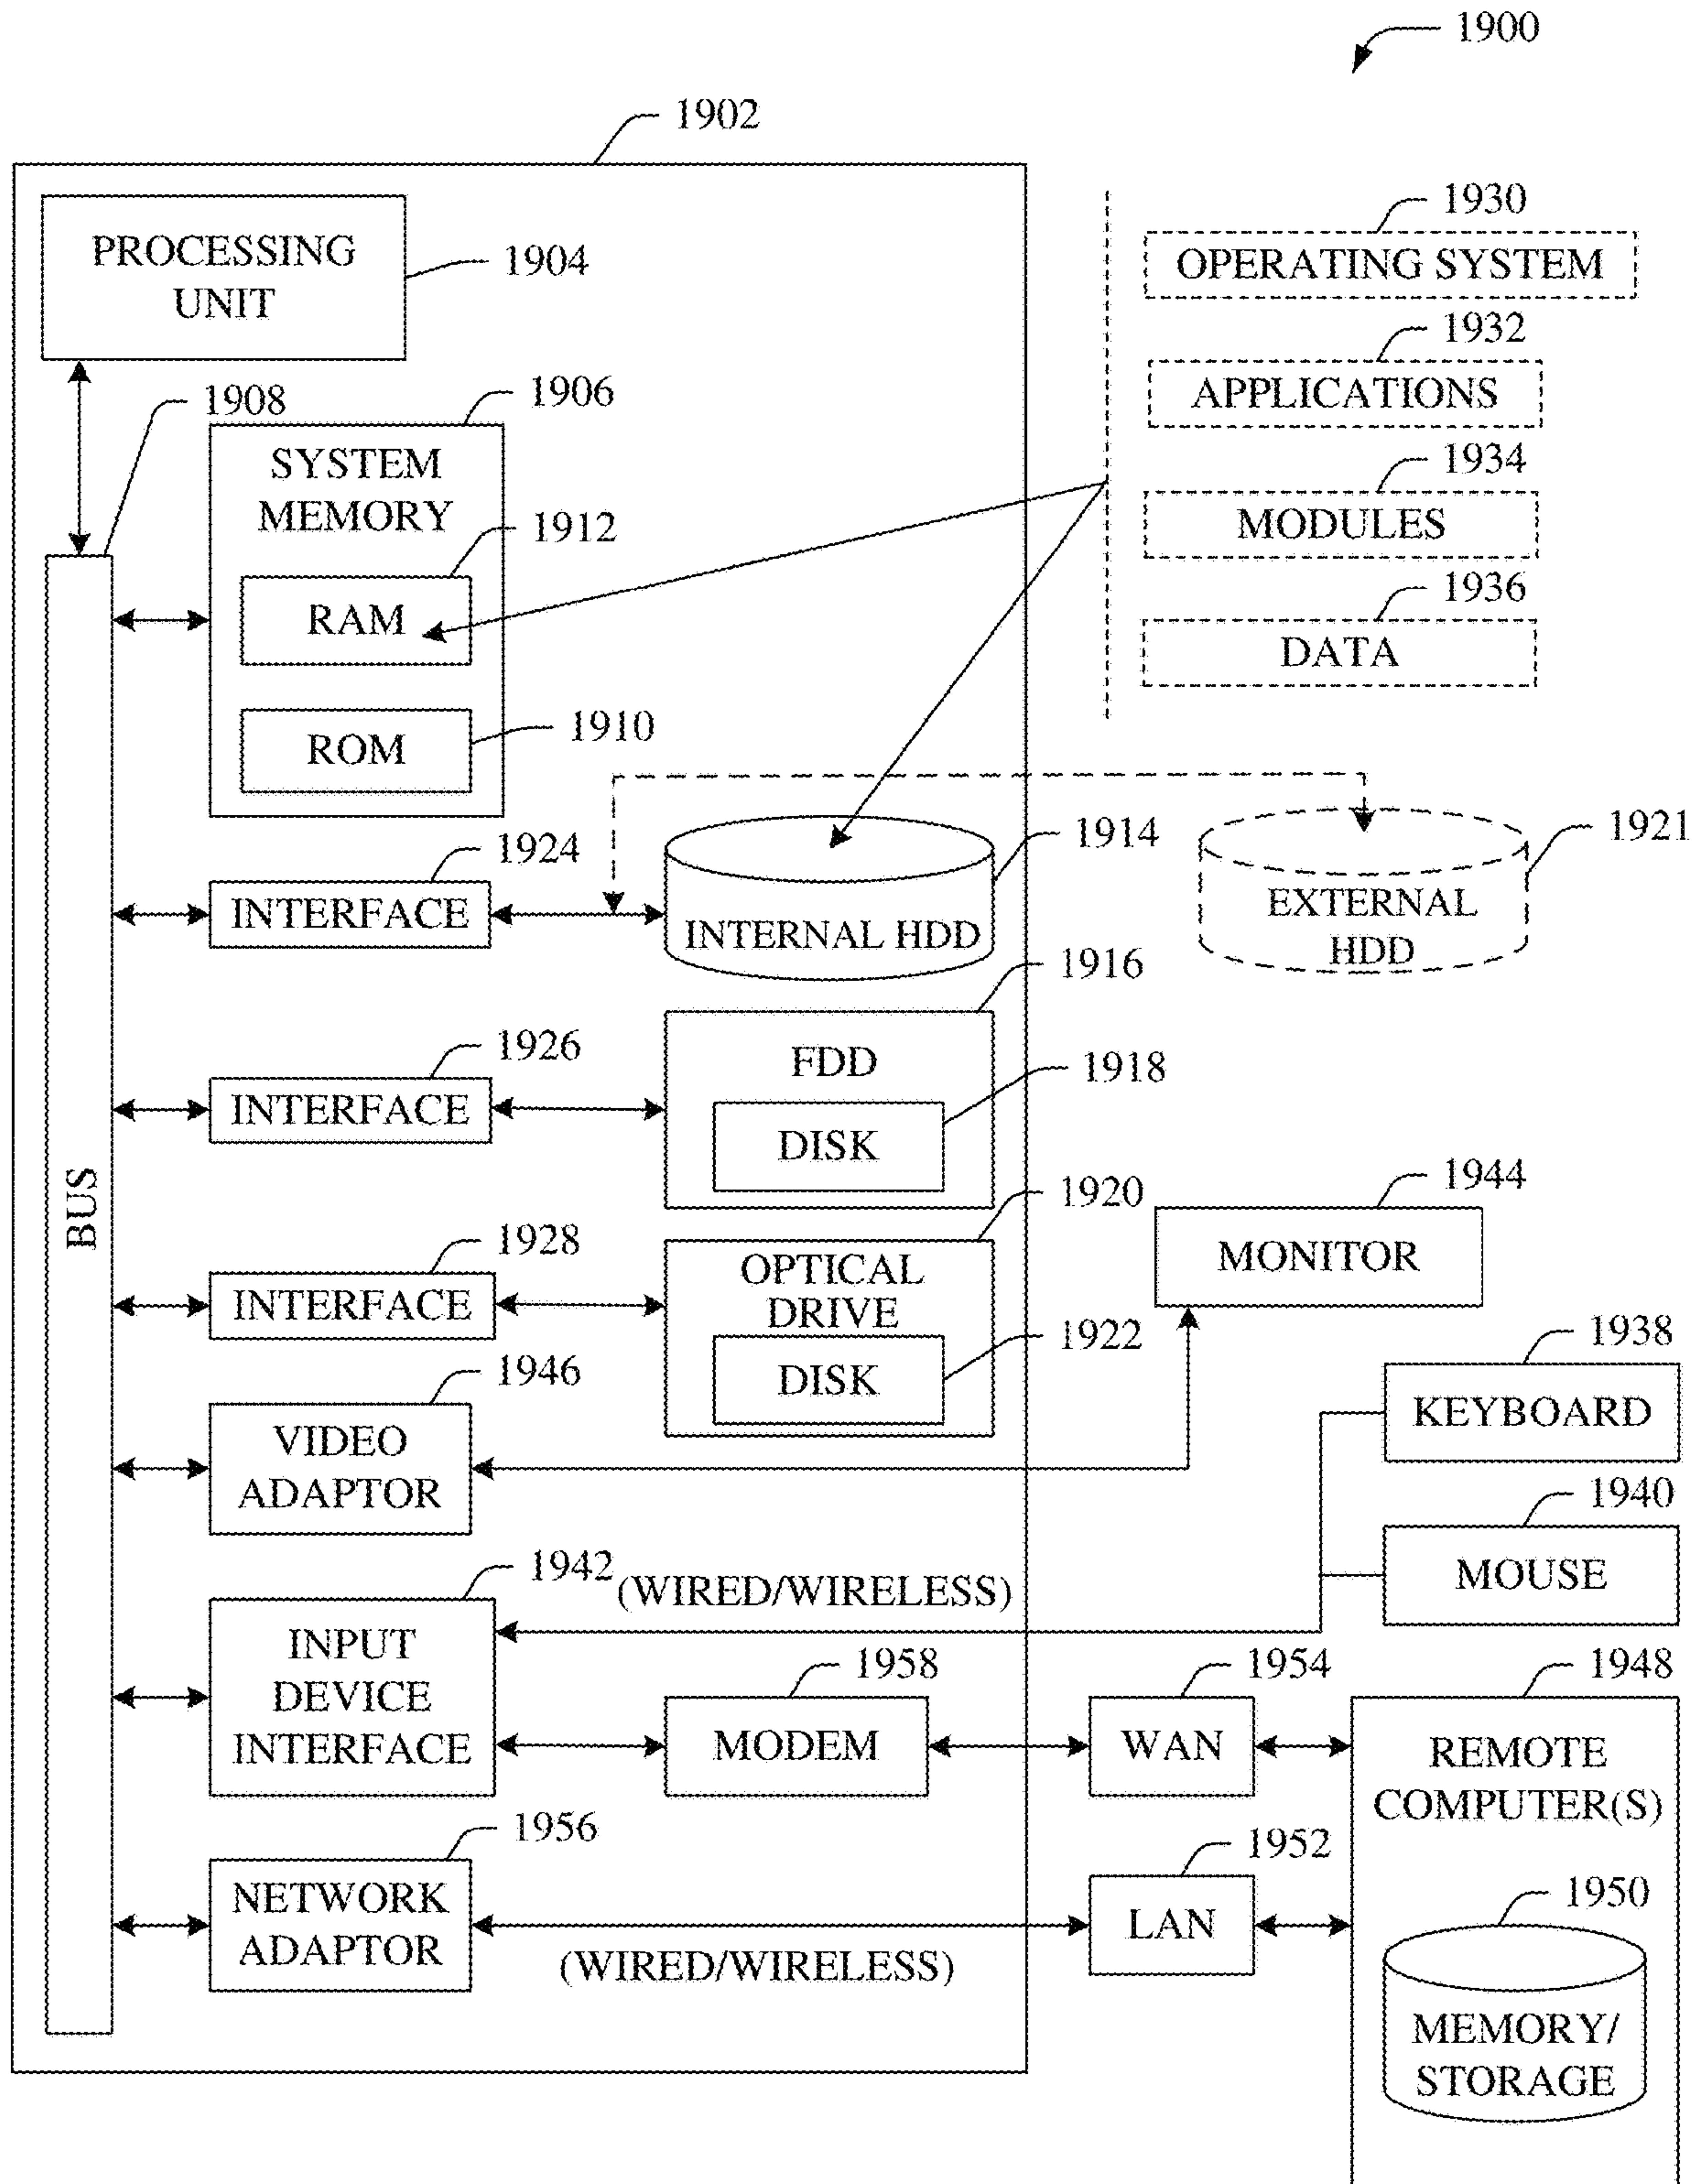 1900
1902
PROCESSING
UNIT
1904
1930
OPERATING SYSTEM
1932
APPLICATIONS
1934
MODULES
1936
DATA
1908
1906
SYSTEM
MEMORY
1912
RAM
1910
ROM
BUS
1924
INTERFACE
1914
INTERNAL HDD
1921
EXTERNAL
HDD
1926
INTERFACE
1916
FDD
1918
DISK
1928
INTERFACE
1920
OPTICAL
DRIVE
1922
DISK
1944
MONITOR
1946
VIDEO
ADAPTOR
1938
KEYBOARD
1940
MOUSE
1942
(WIRED/WIRELESS)
INPUT
DEVICE
INTERFACE
1958
MODEM
1954
WAN
1948
REMOTE
COMPUTER(S)
1956
NETWORK
ADAPTOR
(WIRED/WIRELESS)
1952
LAN
1950
MEMORY/
STORAGE